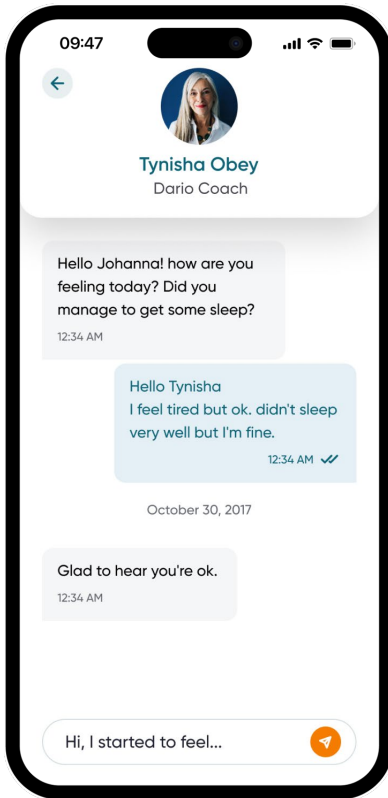 09:47
Tynisha Obey
Dario Coach
Hello Johanna! how are you
feeling today? Did you
manage to get some sleep?
12:34 AM
Hello Tynisha
I feel tired but ok. didn't sleep
very well but I'm fine.
12:34 AM
October 30, 2017
Glad to hear you're ok.
12:34 AM
Hi, I started to feel...